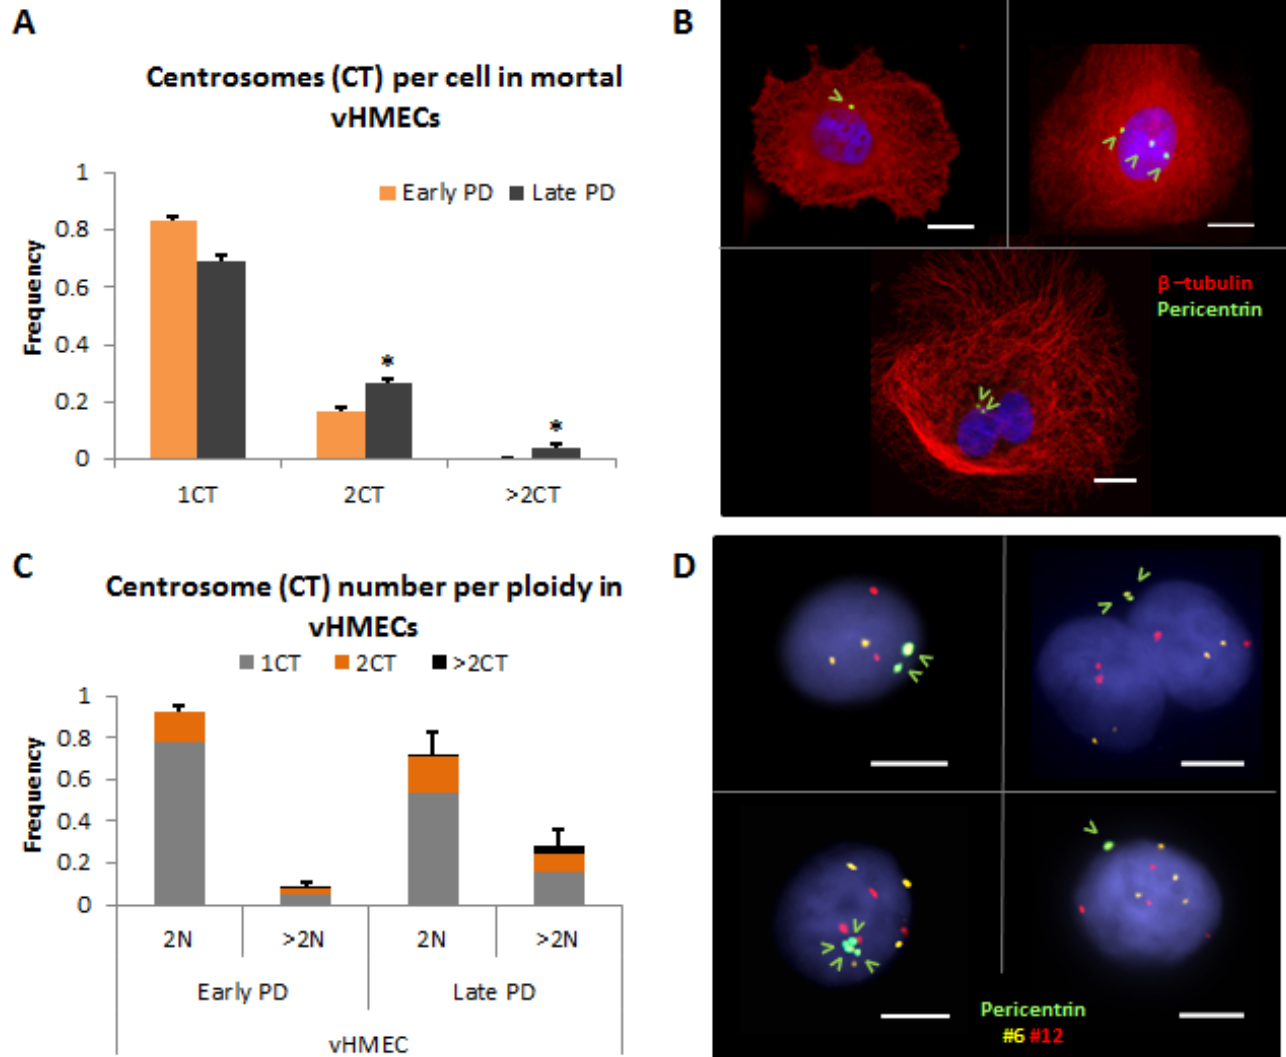 A
Centrosomes (CT) per cell in mortal
vHMECs
Early PD
Late PD
Frequency
1
0.8
0.6
0.4
0.2
0
*
*
1CT
2CT
>2CT
B
β-tubulin
Pericentrin
C
Centrosome (CT) number per ploidy in
vHMECs
1CT
2CT
>2CT
Frequency
1
0.8
0.6
0.4
0.2
0
2N
>2N
2N
>2N
Early PD
Late PD
vHMEC
D
Pericentrin
#6 #12